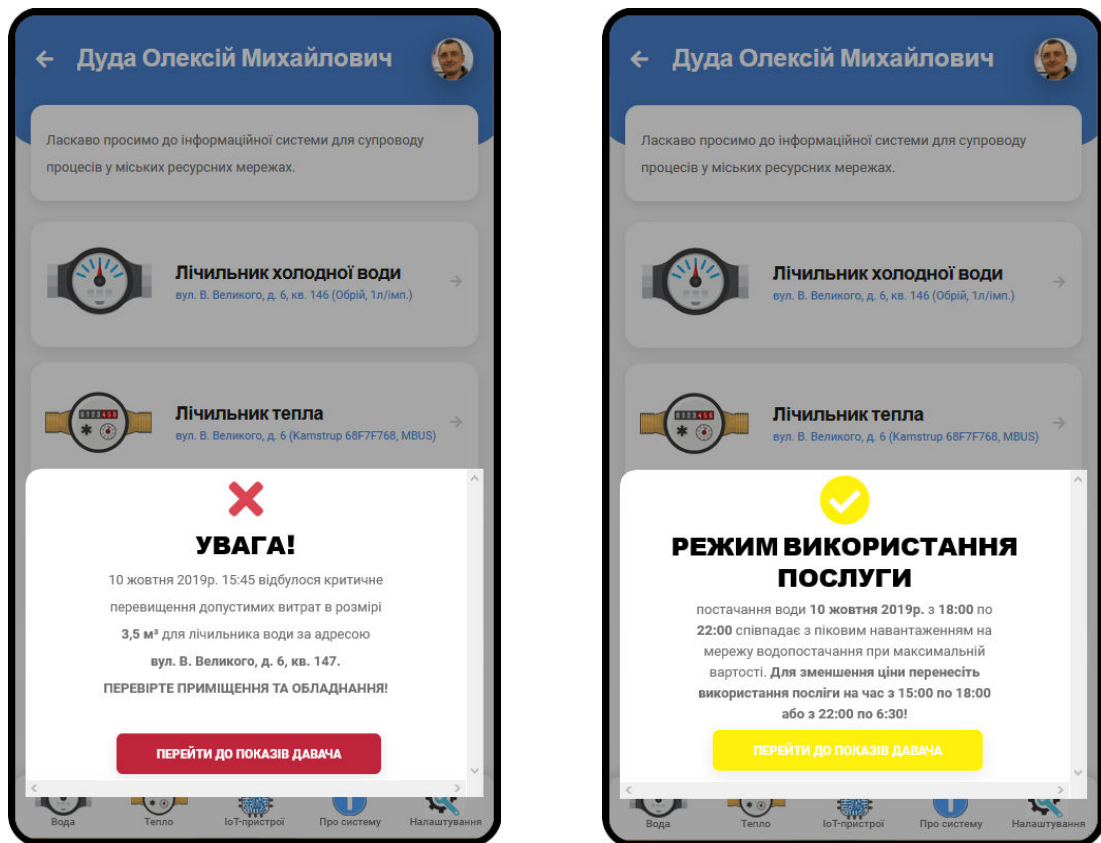 Дуда Олексій Михайлович
Ласкаво просимо до інформаційної системи для супроводу
процесів у міських ресурсних мережах.
Лічильник холодної води
вул. В. Великого, д. 6, кв. 146 (Обрій, 1л/імп.)
Лічильник тепла
вул. В. Великого, д. 6 (Kamstrup 68F7F768, MBUS)
УВАГА!
10 жовтня 2019р. 15:45 відбулося критичне
перевищення допустимих витрат в розмірі
3,5 м³ для лічильника води за адресою
вул. В. Великого, д. 6, кв. 147.
ПЕРЕВІРТЕ ПРИМІЩЕННЯ ТА ОБЛАДНАННЯ!
ПЕРЕЙТИ ДО ПОКАЗІВ ДАВАЧА
Вода
Тепло
ІоТ-пристрої
Про систему
Налаштування
Дуда Олексій Михайлович
Ласкаво просимо до інформаційної системи для супроводу
процесів у міських ресурсних мережах.
Лічильник холодної води
вул. В. Великого, д. 6, кв. 146 (Обрій, 1л/імп.)
Лічильник тепла
вул. В. Великого, д. 6 (Kamstrup 68F7F768, MBUS)
РЕЖИМ ВИКОРИСТАННЯ
ПОСЛУГИ
постачання води 10 жовтня 2019р. з 18:00 по
22:00 співпадає з піковим навантаженням на
мережу водопостачання при максимальній
вартості. Для зменшення ціни перенесіть
використання посліги на час з 15:00 по 18:00
або з 22:00 по 6:30!
ПЕРЕЙТИ ДО ПОКАЗІВ ДАВАЧА
Вода
Тепло
ІоТ-пристрої
Про систему
Налаштування